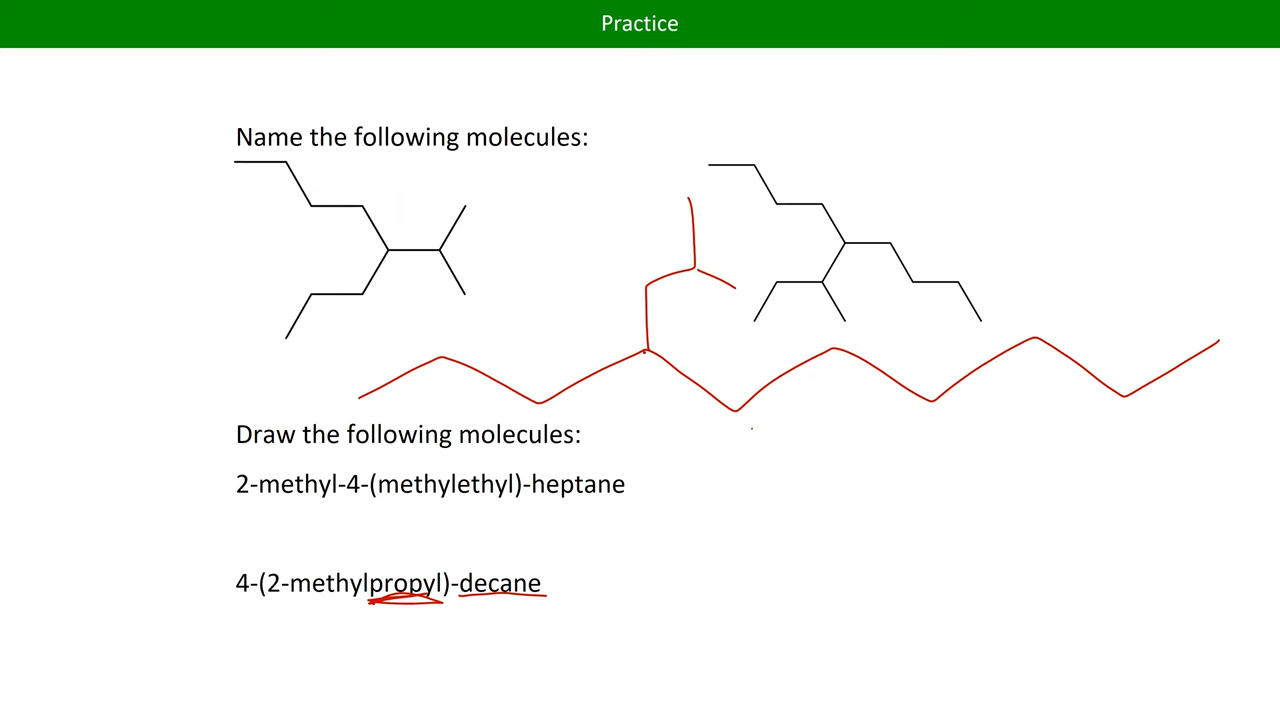 Practice
Name the following molecules:
Draw the following molecules:
2-methyl-4-(methylethyl)-heptane
4-(2-methylpropyl)-decane